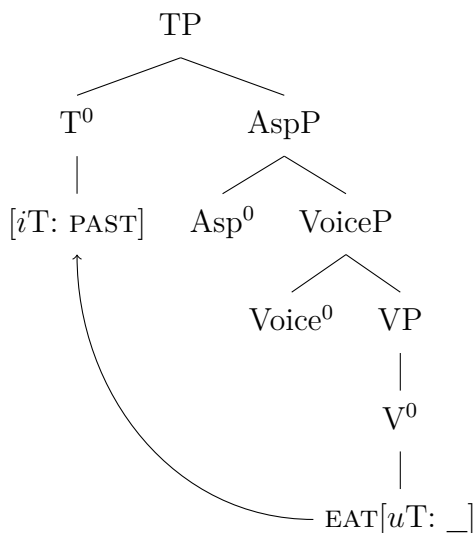 TP
T⁰ AspP
[iT: PAST] Asp⁰ VoiceP
Voice⁰ VP
V⁰
EAT[uT: _]